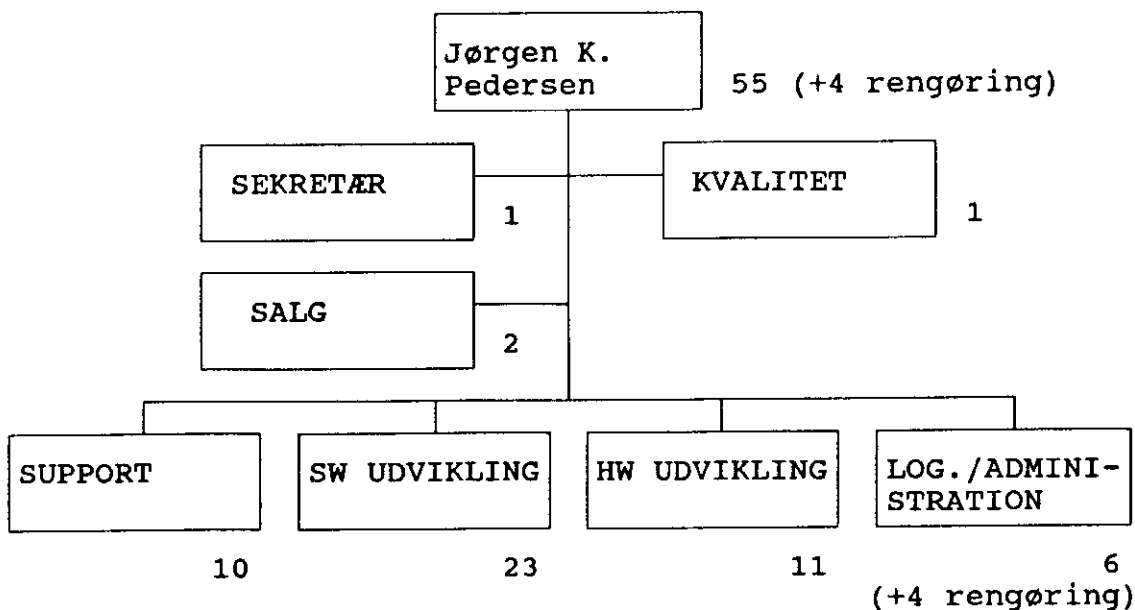 Jørgen K.
Pedersen
55 (+4 rengøring)
SEKRETÆR
1
KVALITET
1
SALG
2
SUPPORT
10
SW UDVIKLING
23
HW UDVIKLING
11
LOG./ADMINI-
STRATION
6
(+4 rengøring)